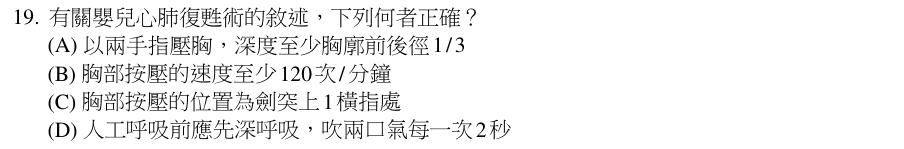 19. 有關嬰兒心肺復甦術的敘述，下列何者正確？
(A) 以兩手指壓胸，深度至少胸廓前後徑1/3
(B) 胸部按壓的速度至少120次/分鐘
(C) 胸部按壓的位置為劍突上1橫指處
(D) 人工呼吸前應先深呼吸，吹兩口氣每一次2秒